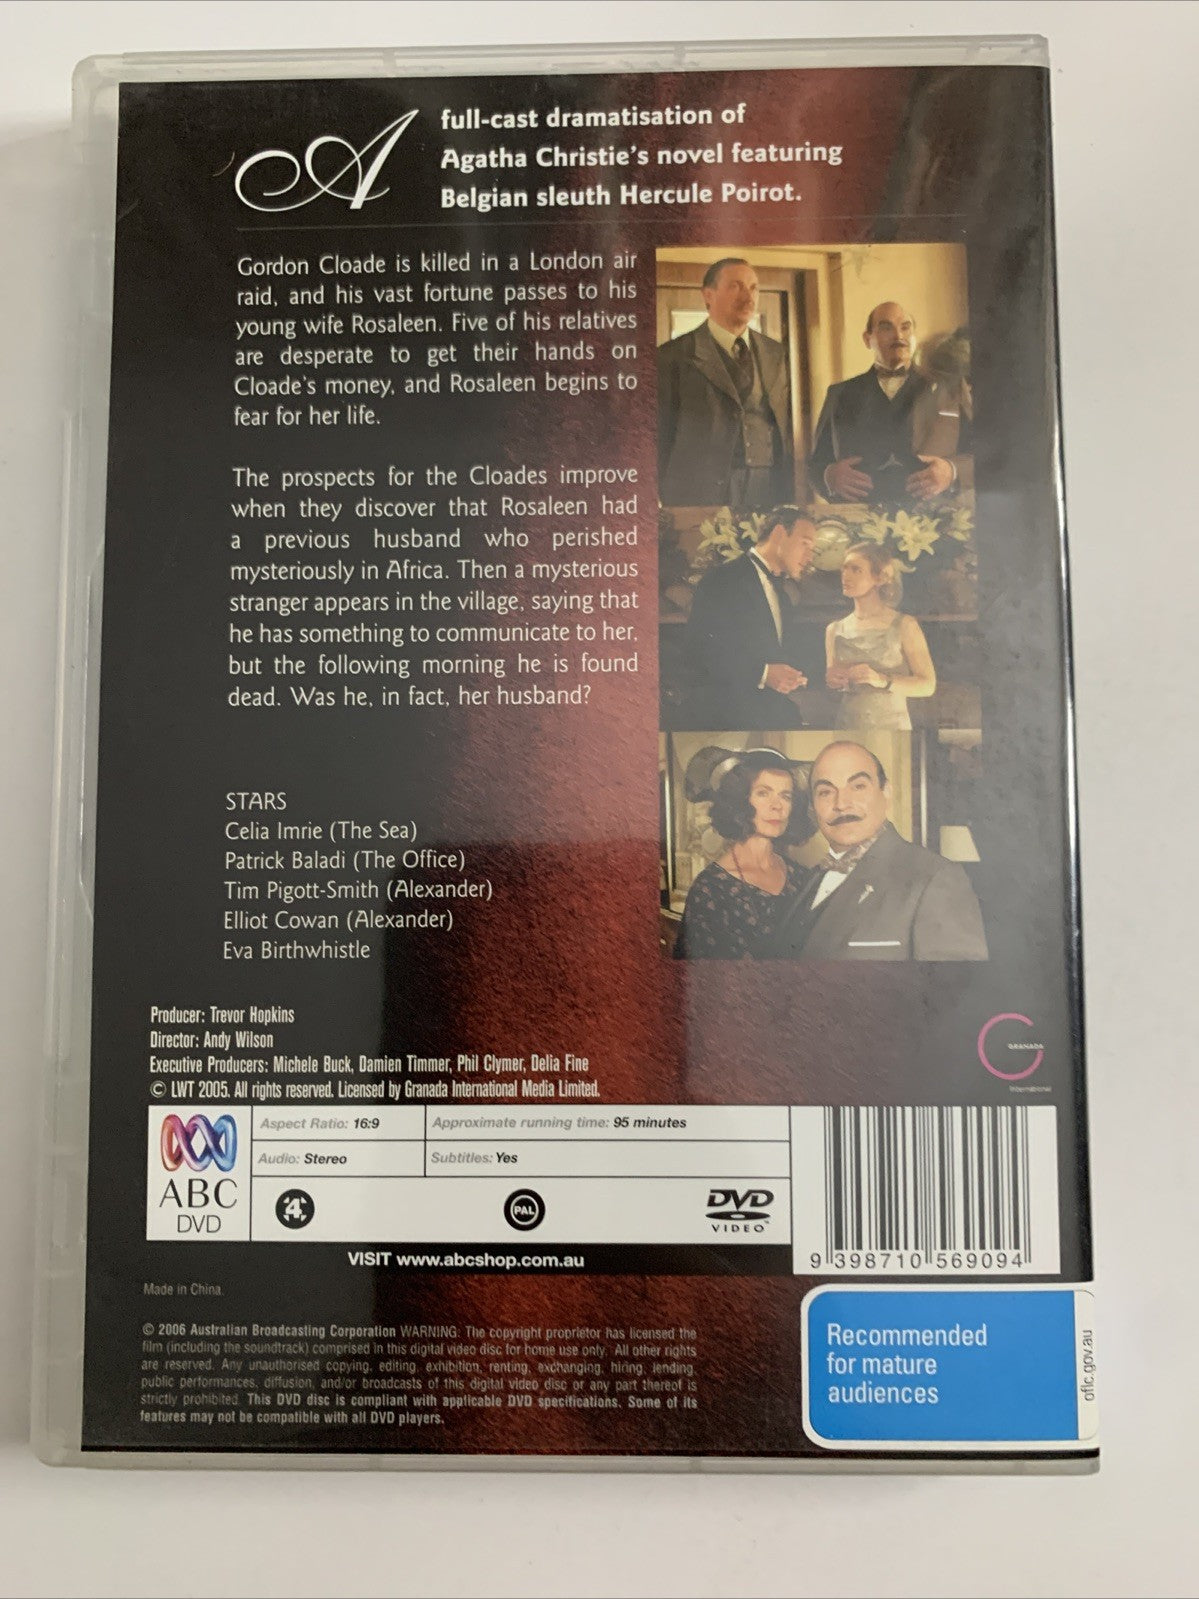 A full-cast dramatisation of
Agatha Christie's novel featuring
Belgian sleuth Hercule Poirot.
Gordon Cloade is killed in a London air
raid, and his vast fortune passes to his
young wife Rosaleen. Five of his relatives
are desperate to get their hands on
Cloade's money, and Rosaleen begins to
fear for her life.
The prospects for the Cloades improve
when they discover that Rosaleen had
a previous husband who perished
mysteriously in Africa. Then a mysterious
stranger appears in the village, saying that
he has something to communicate to her,
but the following morning he is found
dead. Was he, in fact, her husband?
STARS
Celia Imrie (The Sea)
Patrick Baladi (The Office)
Tim Pigott-Smith (Alexander)
Elliot Cowan (Alexander)
Eva Birthwhistle
Producer: Trevor Hopkins
Director: Andy Wilson
Executive Producers: Michele Buck, Damien Timmer, Phil Clymer, Delia Fine
© LWT 2005. All rights reserved. Licensed by Granada International Media Limited.
GRANADA
International
ABC
DVD
Aspect Ratio: 16:9
Approximate running time: 95 minutes
Audio: Stereo
Subtitles: Yes
4
PAL
DVD
VIDEO
9 398710 569094
VISIT www.abcshop.com.au
Made in China.
© 2006 Australian Broadcasting Corporation WARNING: The copyright proprietor has licensed the
film (including the soundtrack) comprised in this digital video disc for home use only. All other rights
are reserved. Any unauthorised copying, editing, exhibition, renting, exchanging, hiring, lending,
public performances, diffusion, and/or broadcasts of this digital video disc or any part thereof is
strictly prohibited. This DVD disc is compliant with applicable DVD specifications. Some of its
features may not be compatible with all DVD players.
Recommended
for mature
audiences
oflc.gov.au